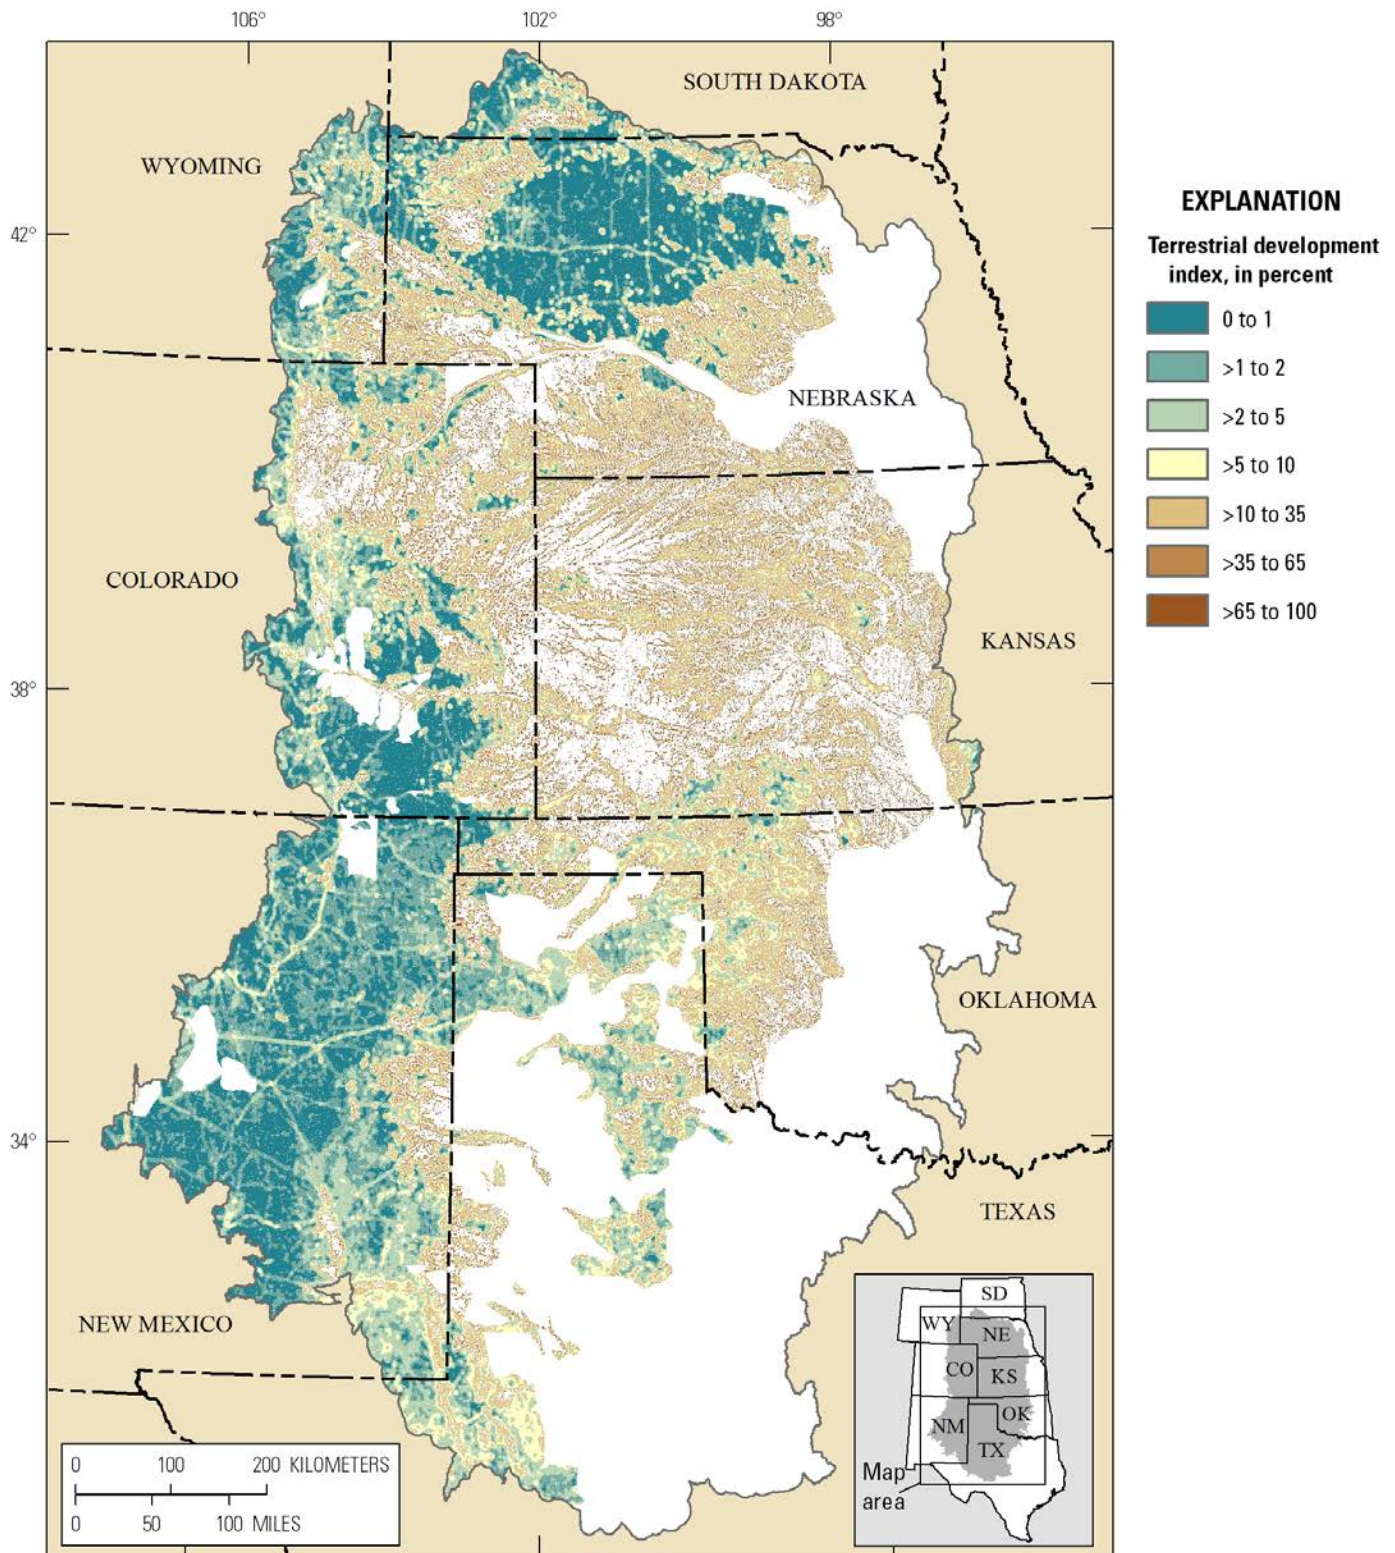 106°
102°
98°
SOUTH DAKOTA
WYOMING
42°
NEBRASKA
COLORADO
KANSAS
38°
OKLAHOMA
34°
TEXAS
NEW MEXICO
EXPLANATION
Terrestrial development
index, in percent
0 to 1
>1 to 2
>2 to 5
>5 to 10
>10 to 35
>35 to 65
>65 to 100
0 100 200 KILOMETERS
0 50 100 MILES
SD
WY
NE
CO
KS
NM
OK
TX
Map
area